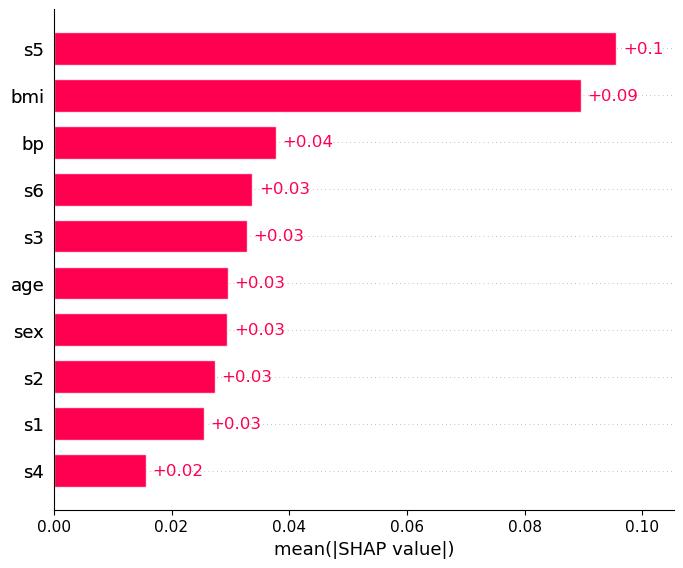 s5 +0.1
bmi +0.09
bp +0.04
s6 +0.03
s3 +0.03
age +0.03
sex +0.03
s2 +0.03
s1 +0.03
s4 +0.02
0.00 0.02 0.04 0.06 0.08 0.10
mean(|SHAP value|)